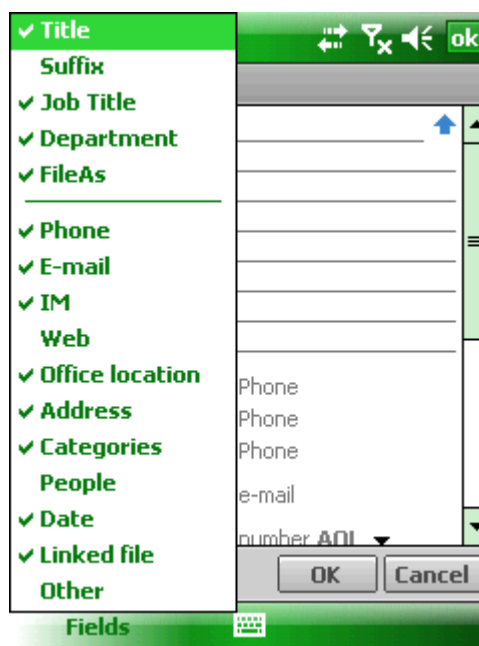 Title
ok
Suffix
Job Title
Department
FileAs
Phone
E-mail
IM
Web
Office location
Address
Categories
People
Date
Linked file
Other
Phone
Phone
Phone
e-mail
number AOL
OK Cancel
Fields